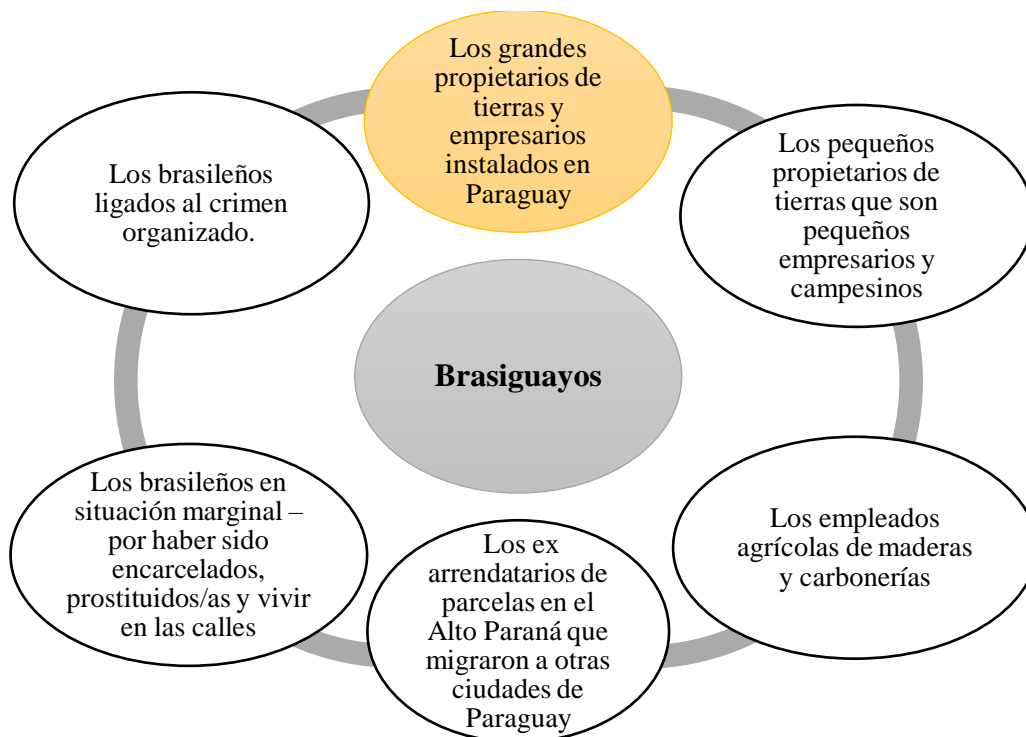 Los grandes
propietarios de
tierras y
empresarios
instalados en
Paraguay
Los pequeños
propietarios de
tierras que son
pequeños
empresarios y
campesinos
Los empleados
agrícolas de maderas
y carbonerías
Los ex
arrendatarios de
parcelas en el
Alto Paraná que
migraron a otras
ciudades de
Paraguay
Los brasileños en
situación marginal –
por haber sido
encarcelados,
prostituidos/as y vivir
en las calles
Los brasileños
ligados al crimen
organizado.
Brasiguayos